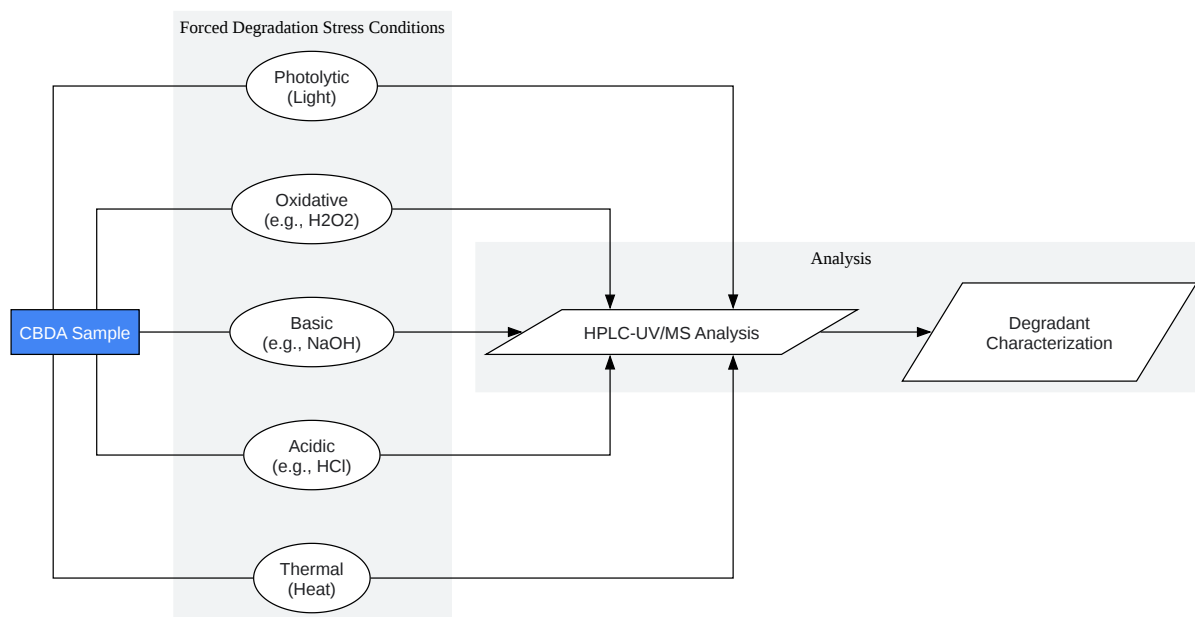 Forced Degradation Stress Conditions
Photolytic
(Light)
Oxidative
(e.g., H2O2)
Analysis
CBDA Sample
Basic
(e.g., NaOH)
HPLC-UV/MS Analysis
Degradant
Characterization
Acidic
(e.g., HCl)
Thermal
(Heat)